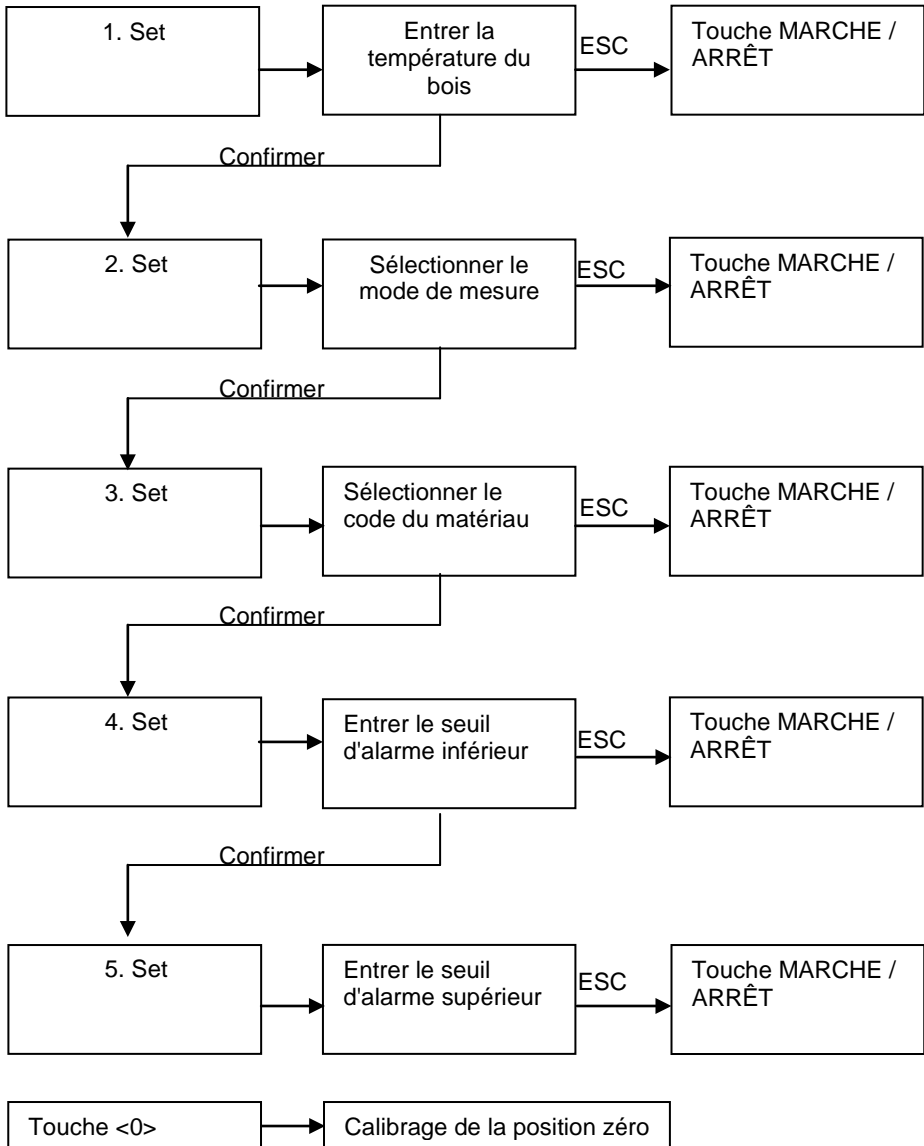 1. Set
Entrer la
température du
bois
ESC
Touche MARCHE /
ARRÊT
Confirmer
2. Set
Sélectionner le
mode de mesure
ESC
Touche MARCHE /
ARRÊT
Confirmer
3. Set
Sélectionner le
code du matériau
ESC
Touche MARCHE /
ARRÊT
Confirmer
4. Set
Entrer le seuil
d'alarme inférieur
ESC
Touche MARCHE /
ARRÊT
Confirmer
5. Set
Entrer le seuil
d'alarme supérieur
ESC
Touche MARCHE /
ARRÊT
Touche <0>
Calibrage de la position zéro